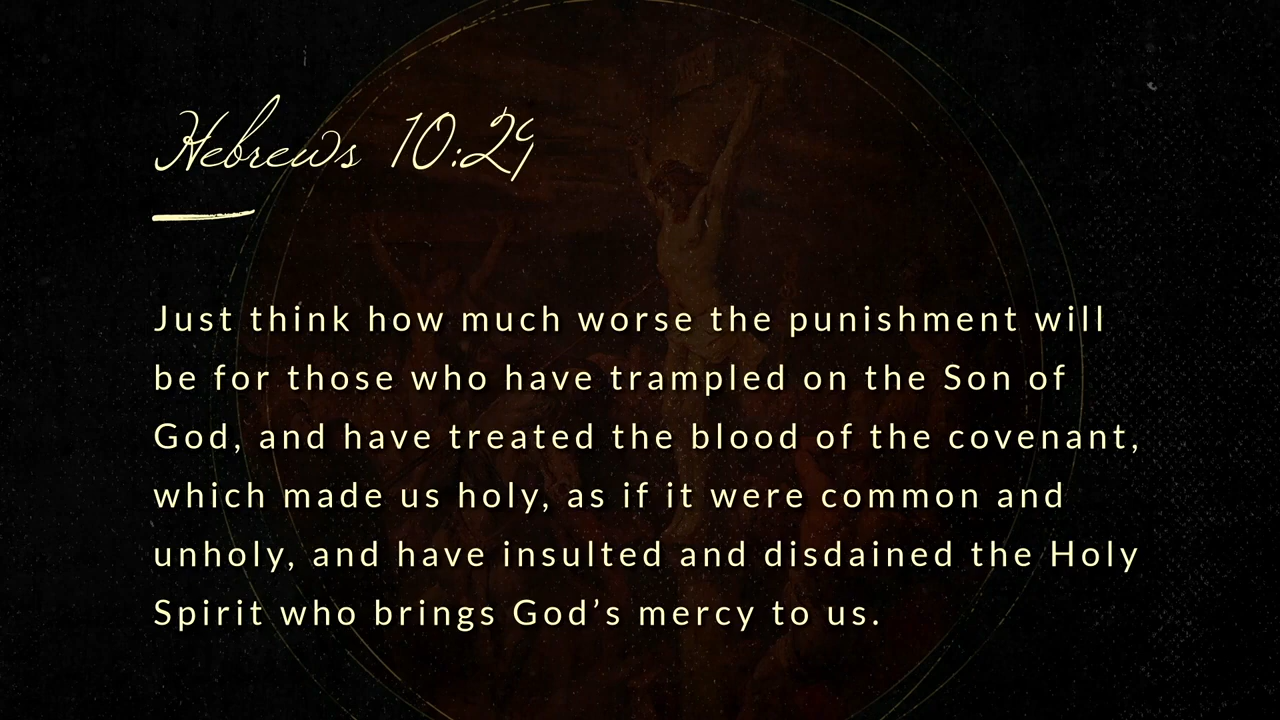 Hebrews 10:29
Just think how much worse the punishment will
be for those who have trampled on the Son of
God, and have treated the blood of the covenant,
which made us holy, as if it were common and
unholy, and have insulted and disdained the Holy
Spirit who brings God’s mercy to us.